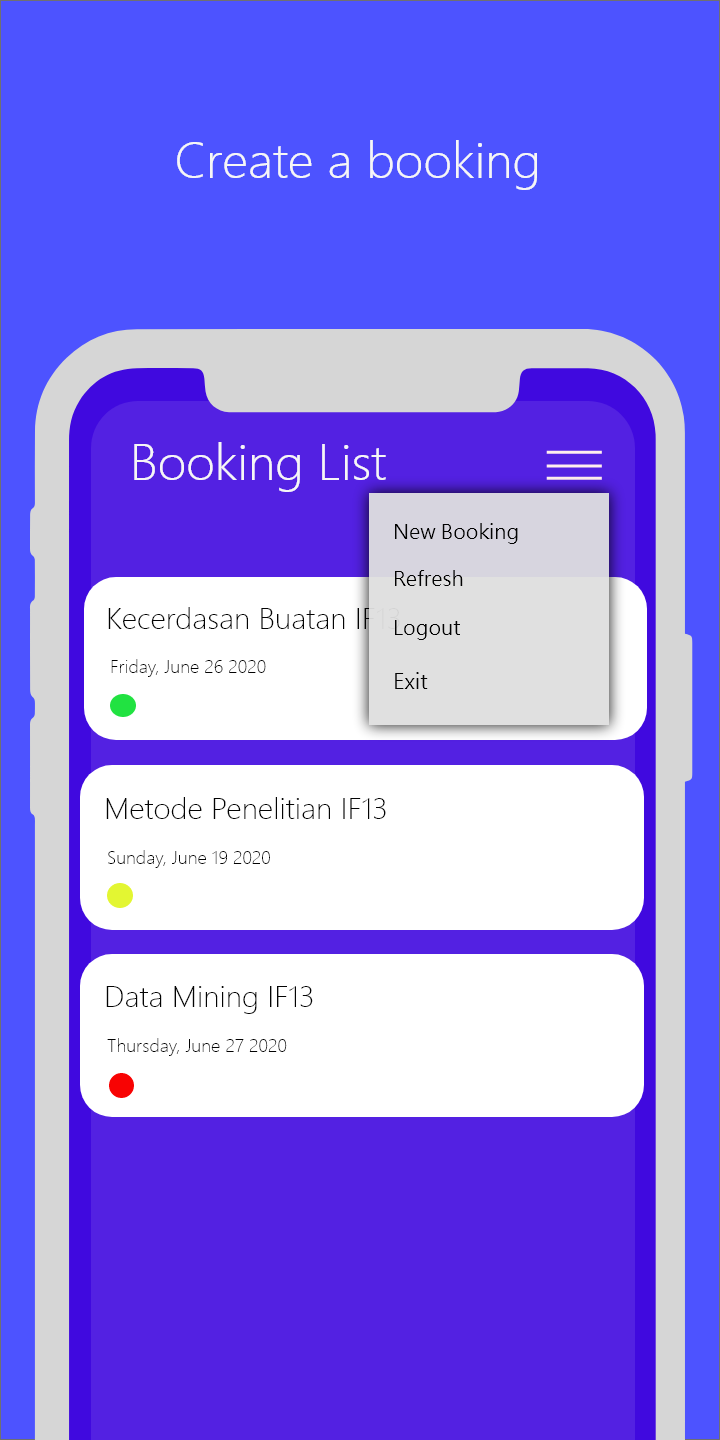 Create a booking
Booking List
New Booking
Refresh
Logout
Exit
Kecerdasan Buatan IF13
Friday, June 26 2020
Metode Penelitian IF13
Sunday, June 19 2020
Data Mining IF13
Thursday, June 27 2020